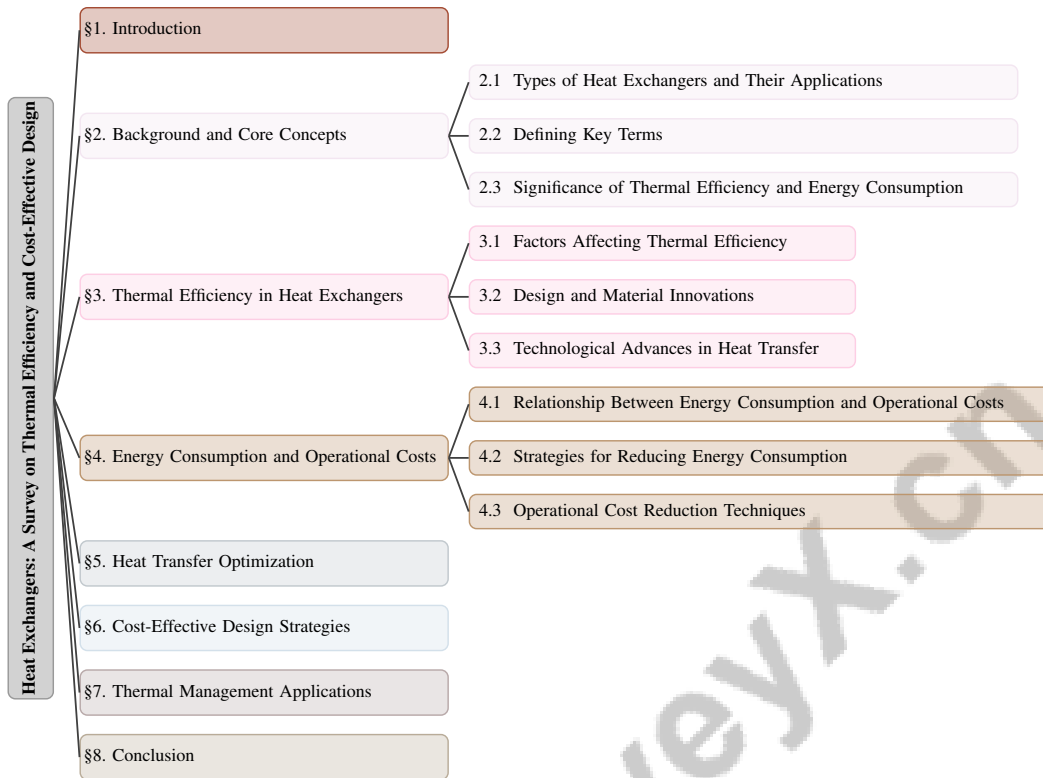 Heat Exchangers: A Survey on Thermal Efficiency and Cost-Effective Design
§1. Introduction
§2. Background and Core Concepts
2.1 Types of Heat Exchangers and Their Applications
2.2 Defining Key Terms
2.3 Significance of Thermal Efficiency and Energy Consumption
§3. Thermal Efficiency in Heat Exchangers
3.1 Factors Affecting Thermal Efficiency
3.2 Design and Material Innovations
3.3 Technological Advances in Heat Transfer
§4. Energy Consumption and Operational Costs
4.1 Relationship Between Energy Consumption and Operational Costs
4.2 Strategies for Reducing Energy Consumption
4.3 Operational Cost Reduction Techniques
§5. Heat Transfer Optimization
§6. Cost-Effective Design Strategies
§7. Thermal Management Applications
§8. Conclusion
veyx.cn